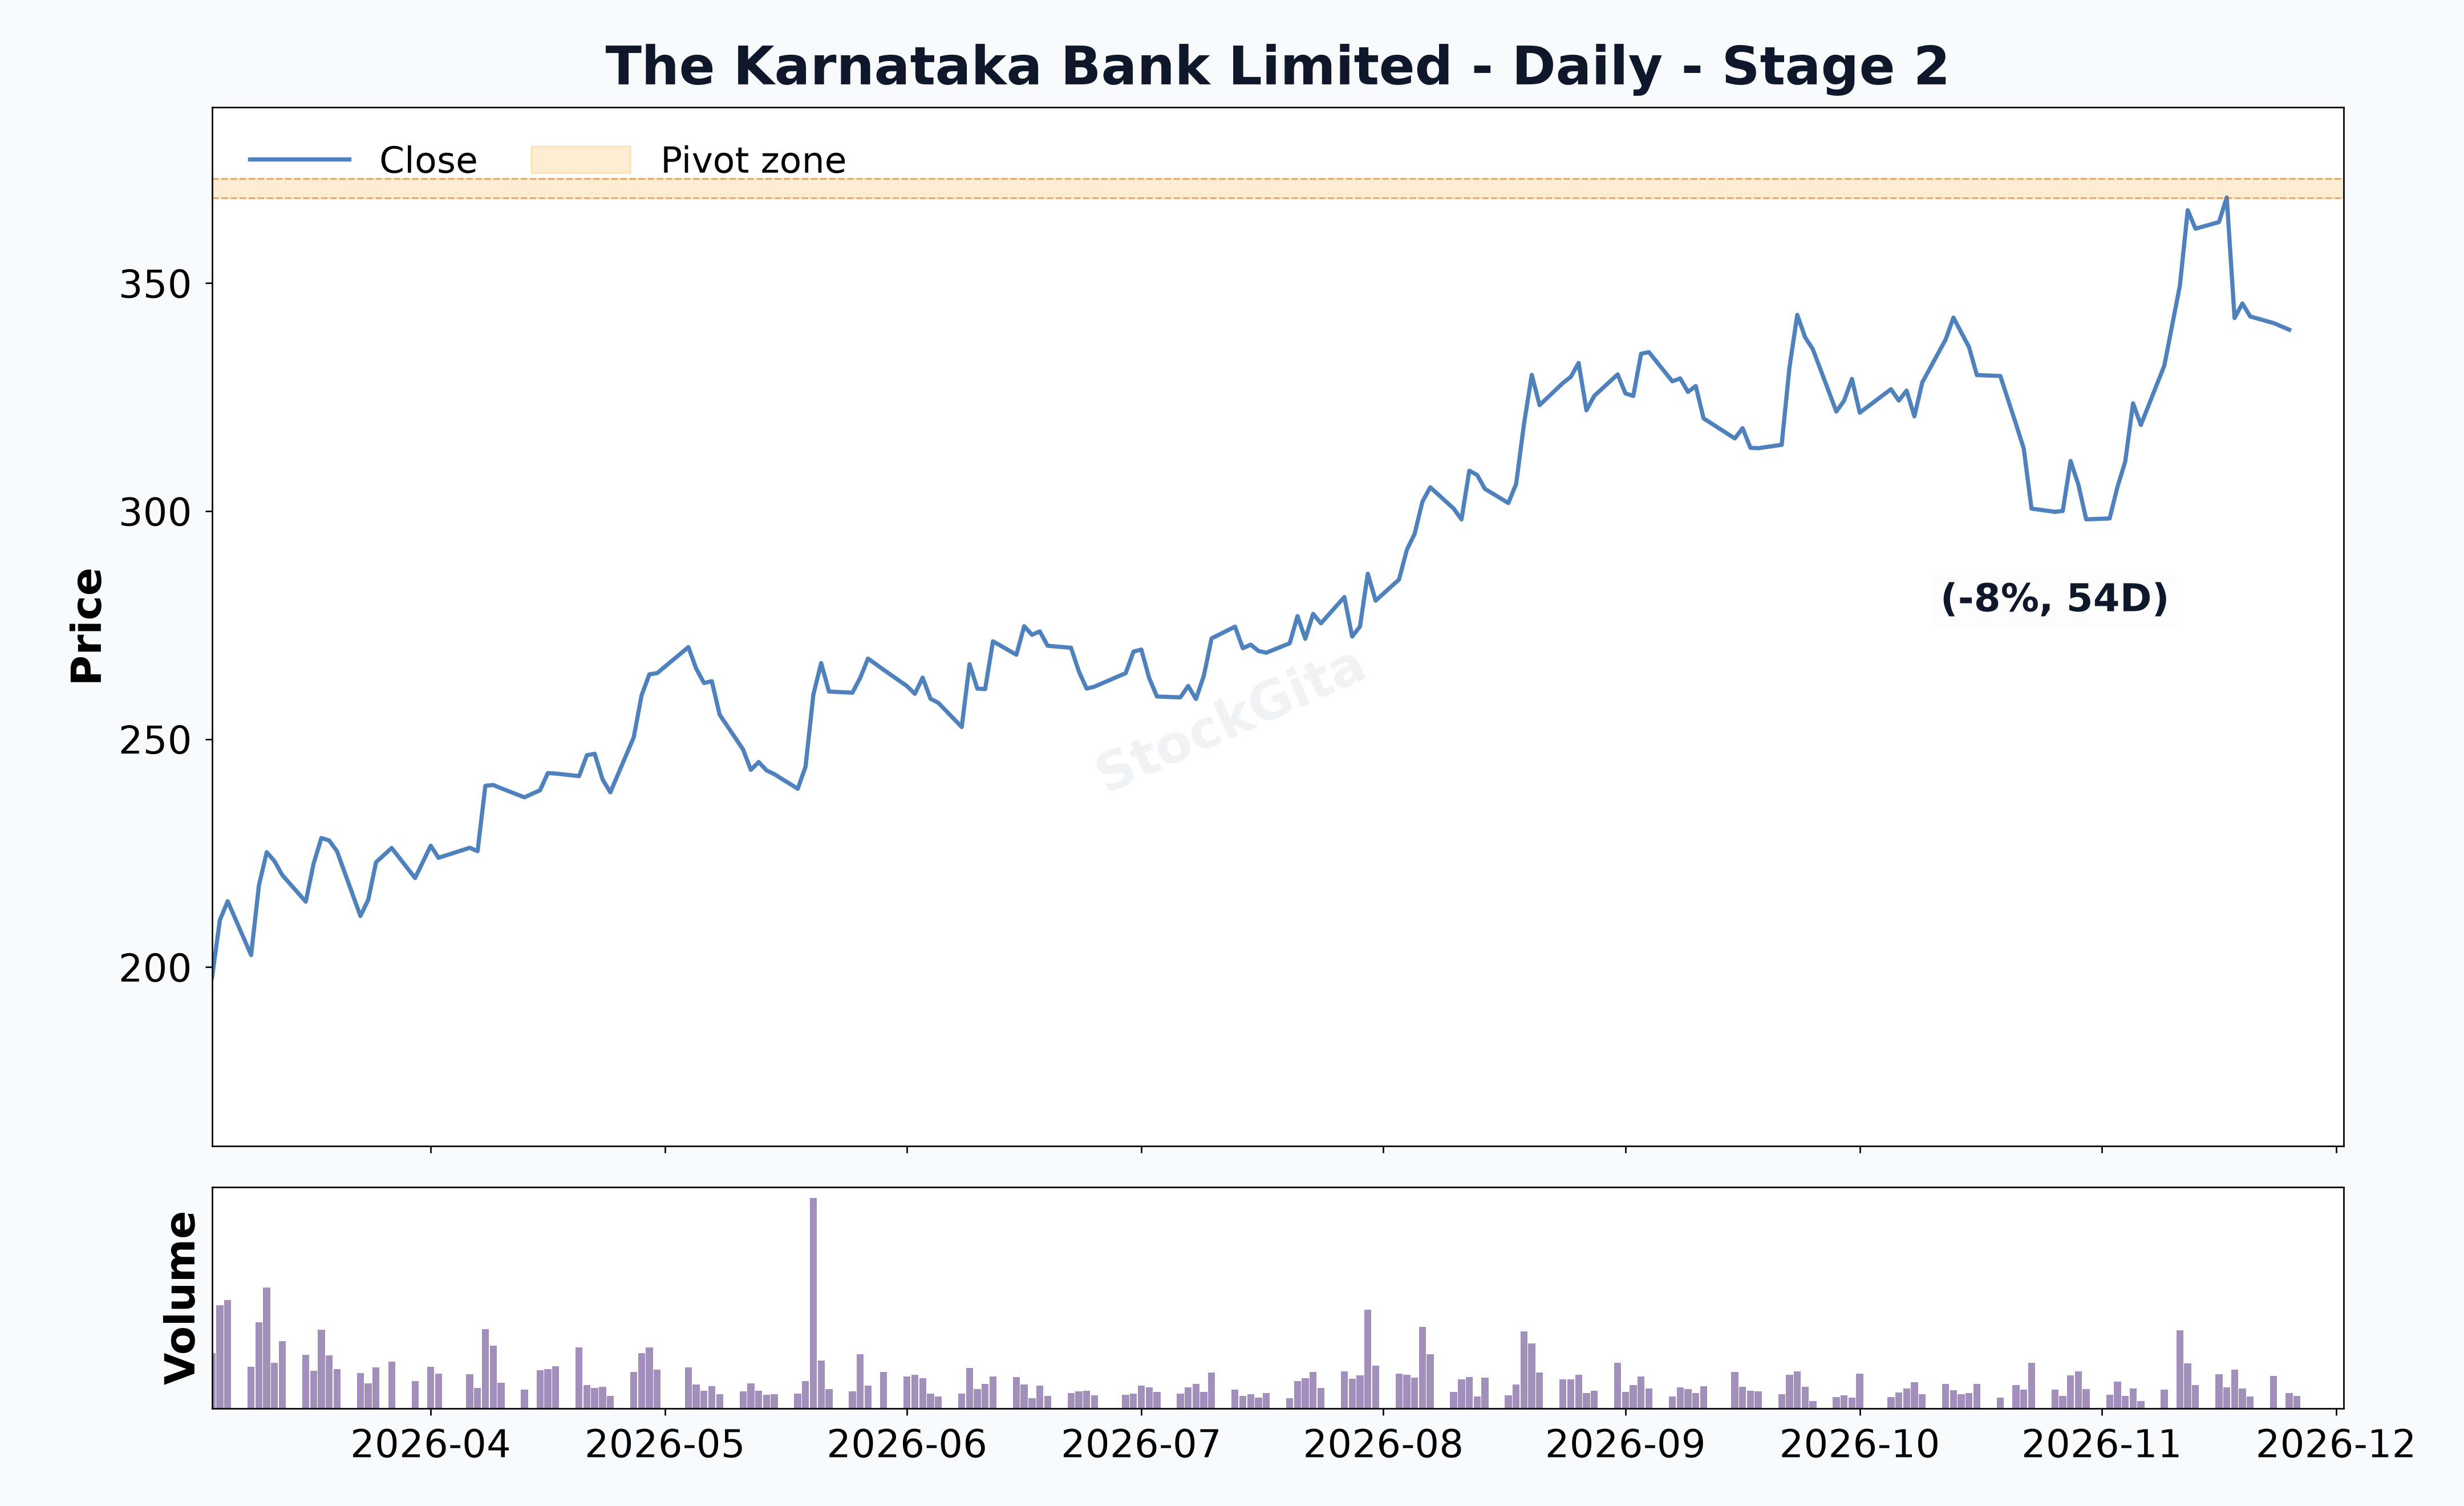 The Karnataka Bank Limited - Daily - Stage 2
Close
Pivot zone
350
300
250
200
Price
(-8%, 54D)
StockGita
Volume
2026-04
2026-05
2026-06
2026-07
2026-08
2026-09
2026-10
2026-11
2026-12